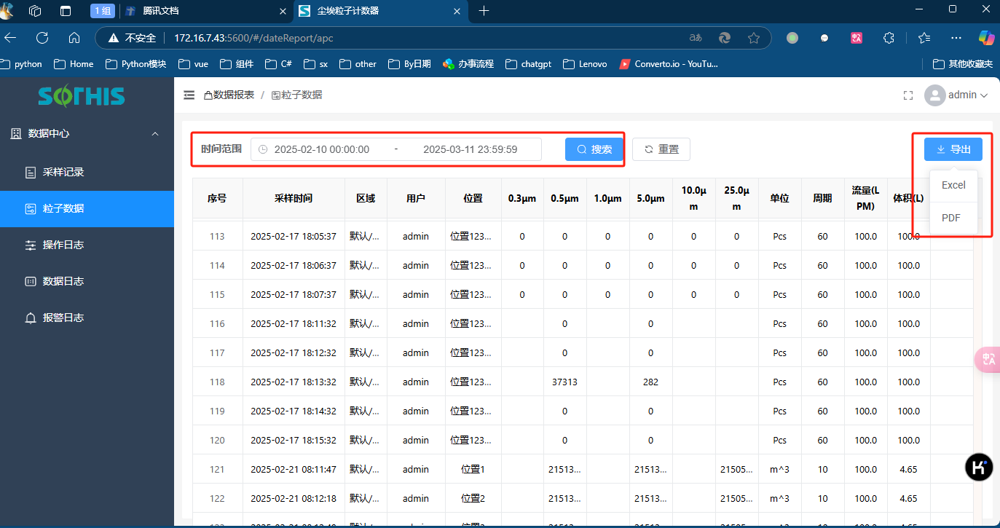 1 组
腾讯文档
尘埃粒子计数器
不安全 172.16.7.43:5600/#/dateReport/apc
python Home Python模块 vue 组件 C# sx other By日期 办事流程 chatgpt Lenovo Converto.io - YouTu... 其他收藏夹
SOTHIS
数据报表 / 粒子数据
admin
数据中心
采样记录
粒子数据
操作日志
数据日志
报警日志
时间范围 2025-02-10 00:00:00 - 2025-03-11 23:59:59 搜索 重置 导出
Excel
PDF
序号 采样时间 区域 用户 位置 0.3μm 0.5μm 1.0μm 5.0μm 10.0μm 25.0μm 单位 周期 流量(LPM) 体积(L)
113 2025-02-17 18:05:37 默认/... admin 位置123... 0 0 0 0 0 0 Pcs 60 100.0 100.0
114 2025-02-17 18:06:37 默认/... admin 位置123... 0 0 0 0 0 0 Pcs 60 100.0 100.0
115 2025-02-17 18:07:37 默认/... admin 位置123... 0 0 0 0 0 0 Pcs 60 100.0 100.0
116 2025-02-17 18:11:32 默认/... admin 位置123... 0 0 Pcs 60 100.0 100.0
117 2025-02-17 18:12:32 默认/... admin 位置123... 0 0 Pcs 60 100.0 100.0
118 2025-02-17 18:13:32 默认/... admin 位置123... 37313 282 Pcs 60 100.0 100.0
119 2025-02-17 18:14:32 默认/... admin 位置123... 0 0 Pcs 60 100.0 100.0
120 2025-02-17 18:15:32 默认/... admin 位置123... 0 0 Pcs 60 100.0 100.0
121 2025-02-21 08:11:47 默认/... admin 位置1 21513... 21513... 21505... m^3 10 100.0 4.65
122 2025-02-21 08:12:18 默认/... admin 位置2 21513... 21513... 21505... m^3 10 100.0 4.65